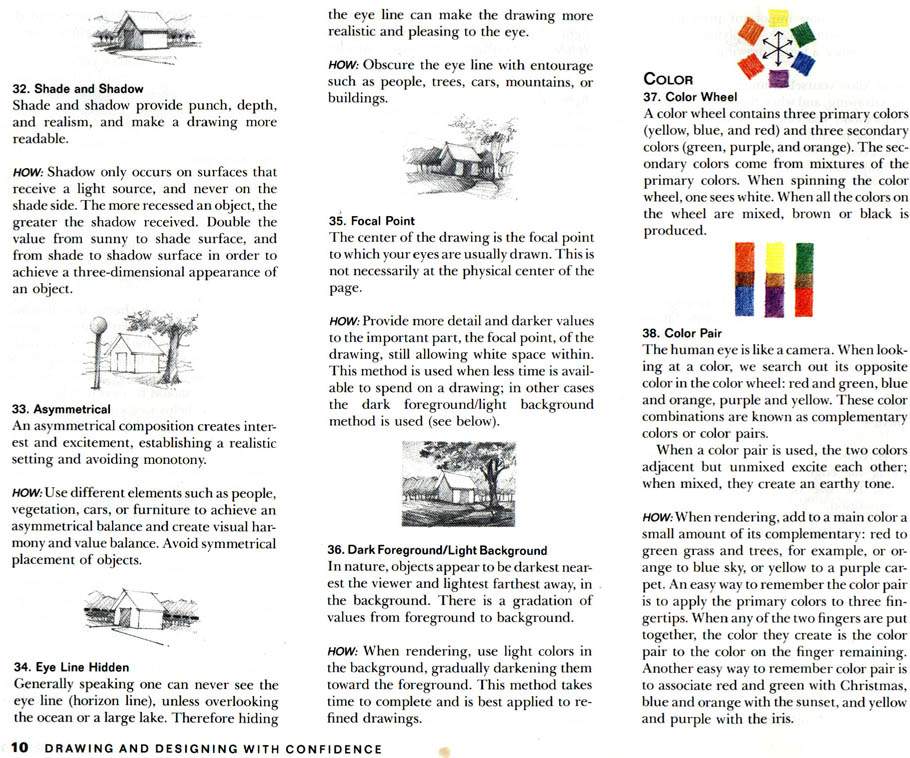 32. Shade and Shadow
Shade and shadow provide punch, depth,
and realism, and make a drawing more
readable.
HOW: Shadow only occurs on surfaces that
receive a light source, and never on the
shade side. The more recessed an object, the
greater the shadow received. Double the
value from sunny to shade surface, and
from shade to shadow surface in order to
achieve a three-dimensional appearance of
an object.
33. Asymmetrical
An asymmetrical composition creates inter-
est and excitement, establishing a realistic
setting and avoiding monotony.
HOW: Use different elements such as people,
vegetation, cars, or furniture to achieve an
asymmetrical balance and create visual har-
mony and value balance. Avoid symmetrical
placement of objects.
34. Eye Line Hidden
Generally speaking one can never see the
eye line (horizon line), unless overlooking
the ocean or a large lake. Therefore hiding
the eye line can make the drawing more
realistic and pleasing to the eye.
HOW: Obscure the eye line with entourage
such as people, trees, cars, mountains, or
buildings.
35. Focal Point
The center of the drawing is the focal point
to which your eyes are usually drawn. This is
not necessarily at the physical center of the
page.
HOW: Provide more detail and darker values
to the important part, the focal point, of the
drawing, still allowing white space within.
This method is used when less time is avail-
able to spend on a drawing; in other cases
the dark foreground/light background
method is used (see below).
36. Dark Foreground/Light Background
In nature, objects appear to be darkest near-
est the viewer and lightest farthest away, in
the background. There is a gradation of
values from foreground to background.
HOW: When rendering, use light colors in
the background, gradually darkening them
toward the foreground. This method takes
time to complete and is best applied to re-
fined drawings.
COLOR
37. Color Wheel
A color wheel contains three primary colors
(yellow, blue, and red) and three secondary
colors (green, purple, and orange). The sec-
ondary colors come from mixtures of the
primary colors. When spinning the color
wheel, one sees white. When all the colors on
the wheel are mixed, brown or black is
produced.
38. Color Pair
The human eye is like a camera. When look-
ing at a color, we search out its opposite
color in the color wheel: red and green, blue
and orange, purple and yellow. These color
combinations are known as complementary
colors or color pairs.
When a color pair is used, the two colors
adjacent but unmixed excite each other;
when mixed, they create an earthy tone.
HOW: When rendering, add to a main color a
small amount of its complementary: red to
green grass and trees, for example, or or-
ange to blue sky, or yellow to a purple car-
pet. An easy way to remember the color pair
is to apply the primary colors to three fin-
gertips. When any of the two fingers are put
together, the color they create is the color
pair to the color on the finger remaining.
Another easy way to remember color pair is
to associate red and green with Christmas,
blue and orange with the sunset, and yellow
and purple with the iris.
10 DRAWING AND DESIGNING WITH CONFIDENCE